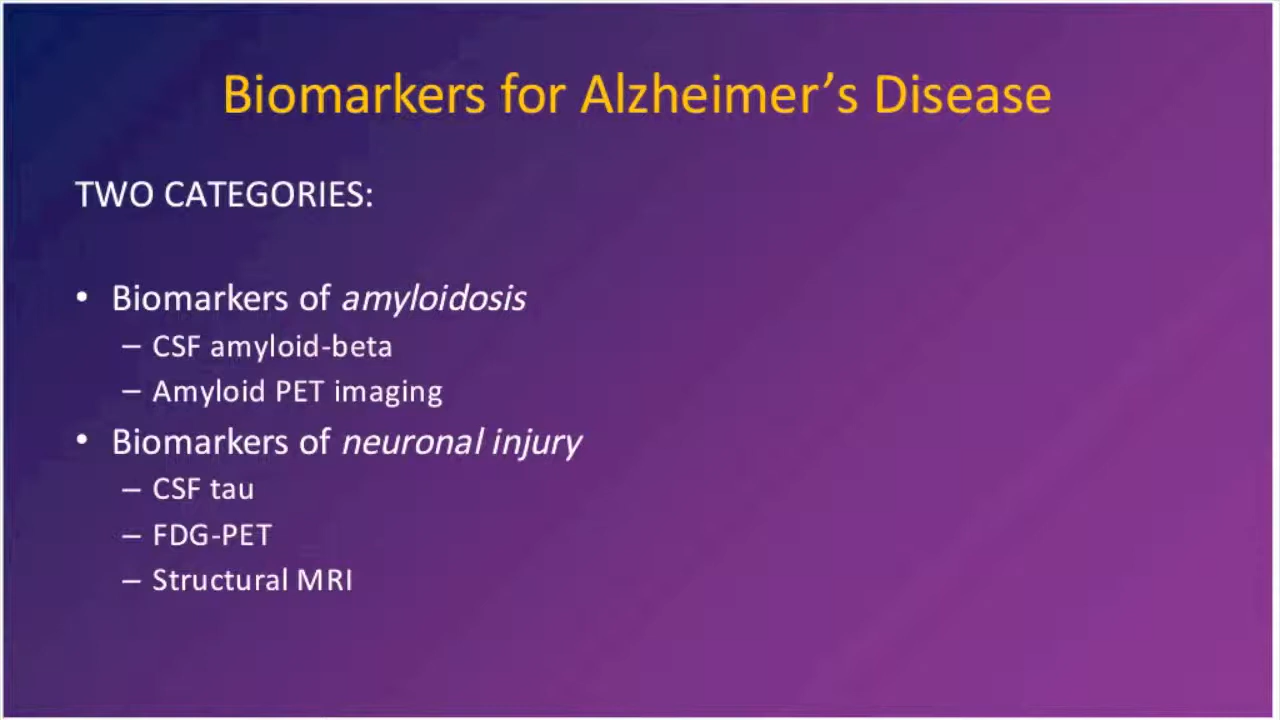 Biomarkers for Alzheimer’s Disease
TWO CATEGORIES:
• Biomarkers of amyloidosis
– CSF amyloid-beta
– Amyloid PET imaging
• Biomarkers of neuronal injury
– CSF tau
– FDG-PET
– Structural MRI